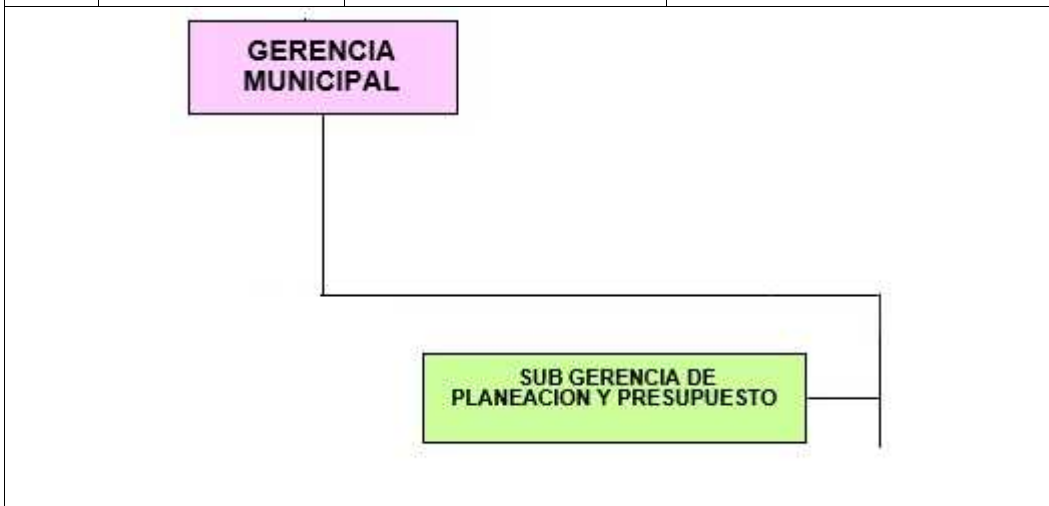 GERENCIA
MUNICIPAL
SUB GERENCIA DE
PLANEACION Y PRESUPUESTO